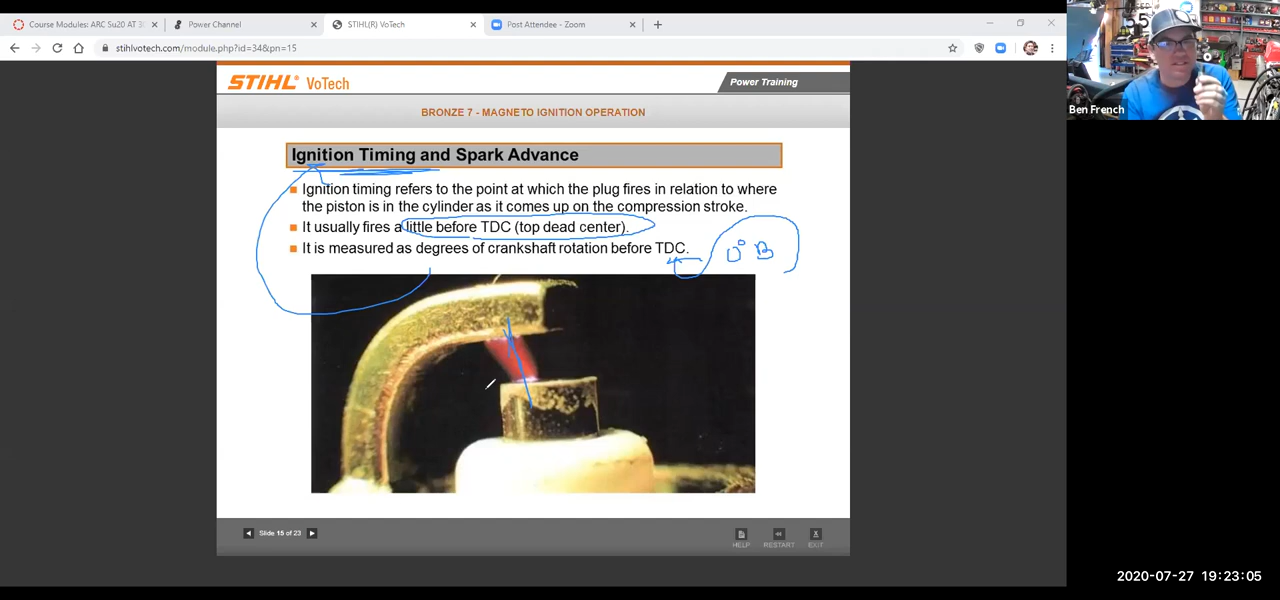 Course Modules: ARC Su20 AT
Power Channel
STIHL(R) VoTech
Post Attendee - Zoom
stihlvotech.com/module.php?id=34&pn=15
STIHL® VoTech
Power Training
BRONZE 7 - MAGNETO IGNITION OPERATION
Ignition Timing and Spark Advance
Ignition timing refers to the point at which the plug fires in relation to where
the piston is in the cylinder as it comes up on the compression stroke.
It usually fires a little before TDC (top dead center).
It is measured as degrees of crankshaft rotation before TDC.
0° B
Slide 15 of 23
HELP
RESTART
EXIT
Ben French
55
2020-07-27 19:23:05